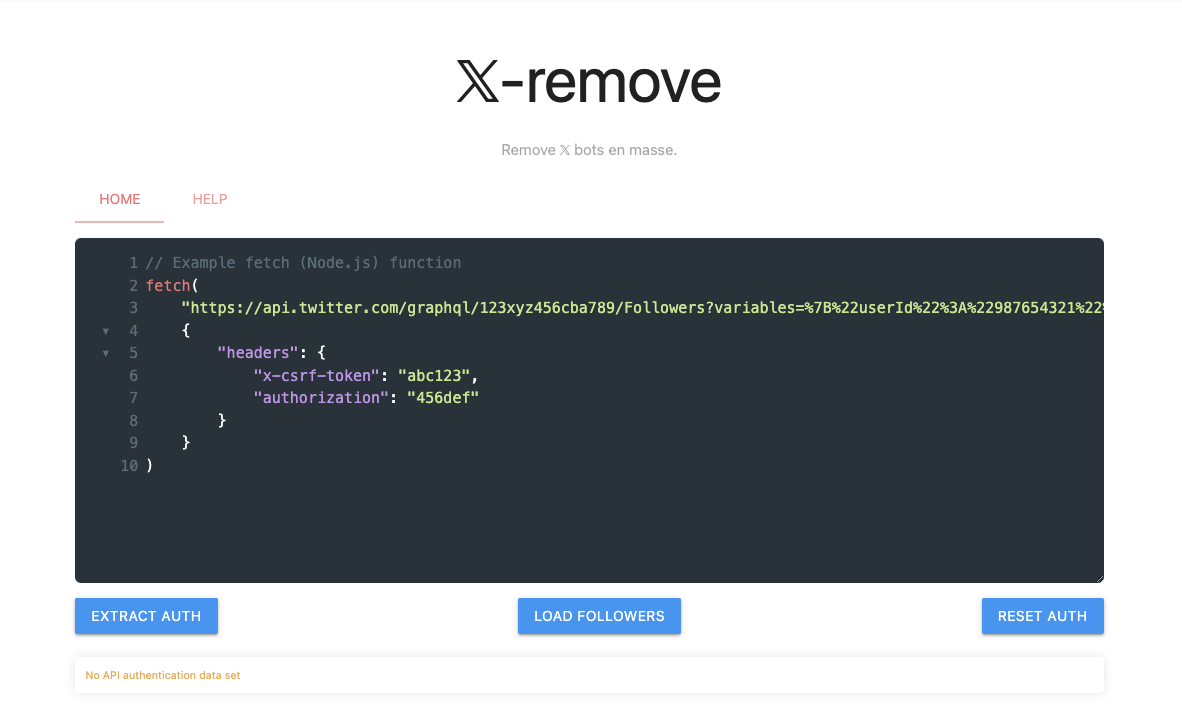 𝕏-remove
Remove 𝕏 bots en masse.
HOME
HELP
1 // Example fetch (Node.js) function
2 fetch(
3 "https://api.twitter.com/graphql/123xyz456cba789/Followers?variables=%7B%22userId%22%3A%22987654321%22
4 {
5 "headers": {
6 "x-csrf-token": "abc123",
7 "authorization": "456def"
8 }
9 }
10 )
EXTRACT AUTH
LOAD FOLLOWERS
RESET AUTH
No API authentication data set